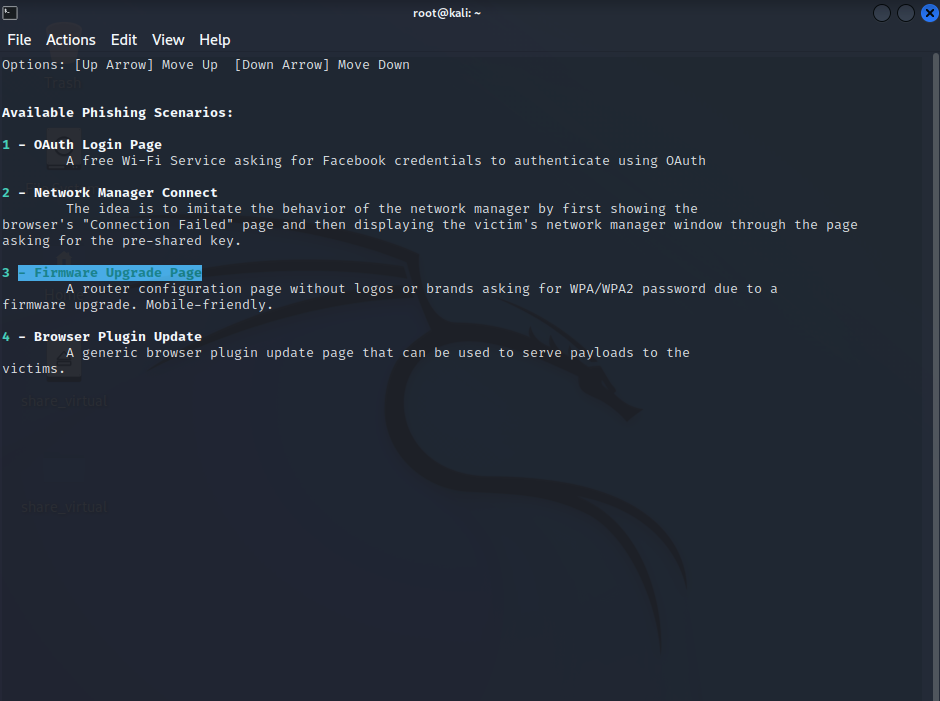 root@kali: ~
File Actions Edit View Help
Options: [Up Arrow] Move Up [Down Arrow] Move Down
Trash
Available Phishing Scenarios:
1 - OAuth Login Page
A free Wi-Fi Service asking for Facebook credentials to authenticate using OAuth
2 - Network Manager Connect
The idea is to imitate the behavior of the network manager by first showing the
browser's "Connection Failed" page and then displaying the victim's network manager window through the page
asking for the pre-shared key.
3 - Firmware Upgrade Page
A router configuration page without logos or brands asking for WPA/WPA2 password due to a
firmware upgrade. Mobile-friendly.
4 - Browser Plugin Update
A generic browser plugin update page that can be used to serve payloads to the
victims.
share_virtual
share_virtual